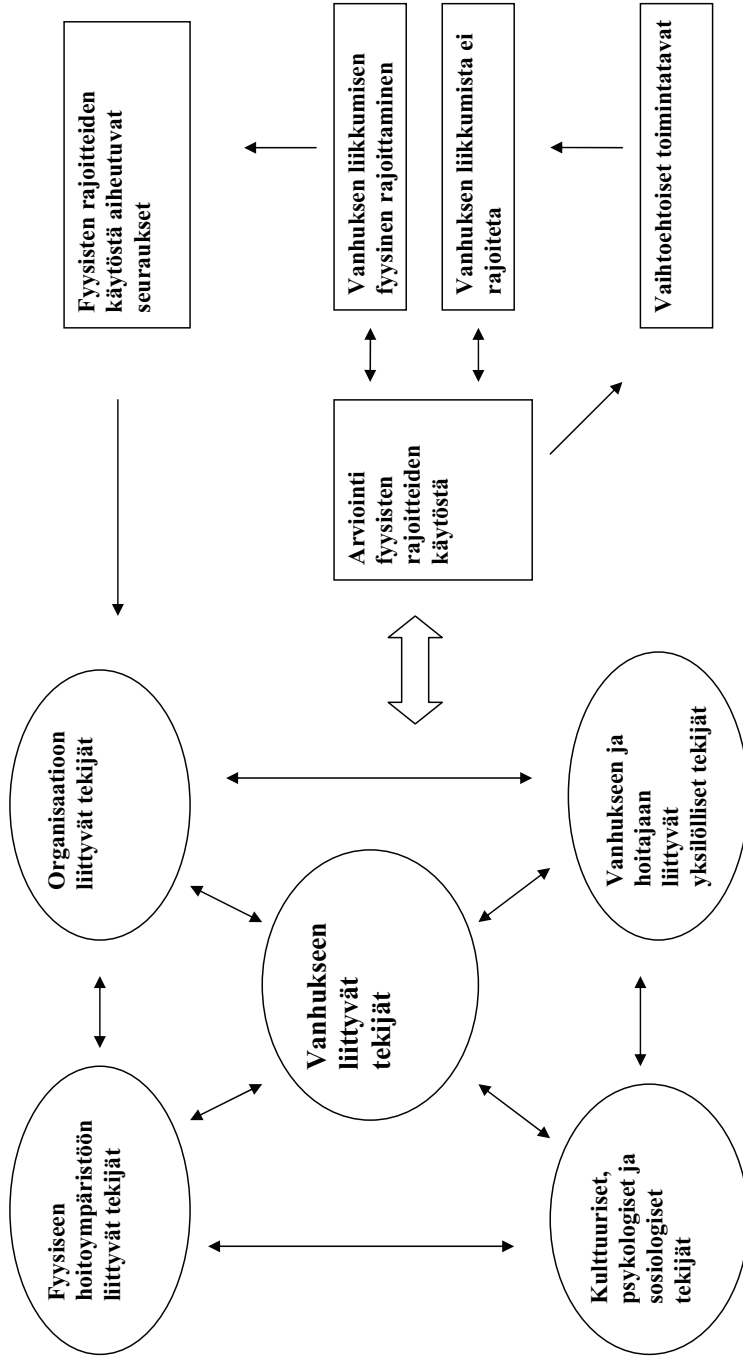 Fyysiseen
hoitoympäristöön
liittyvät tekijät
Organisaatioon
liittyvät tekijät
Fyysisten rajoitteiden
käytöstä aiheutuvat
seuraukset
Vanhukseen
liittyvät
tekijät
Arviointi
fyysisten
rajoitteiden
käytöstä
Vanhuksen liikkumisen
fyysinen rajoittaminen
Vanhuksen liikkumista ei
rajoiteta
Kulttuuriset,
psykologiset ja
sosiologiset
tekijät
Vanhukseen ja
hoitajaan
liittyvät
yksilölliset tekijät
Vaihtoehtoiset toimintatavat